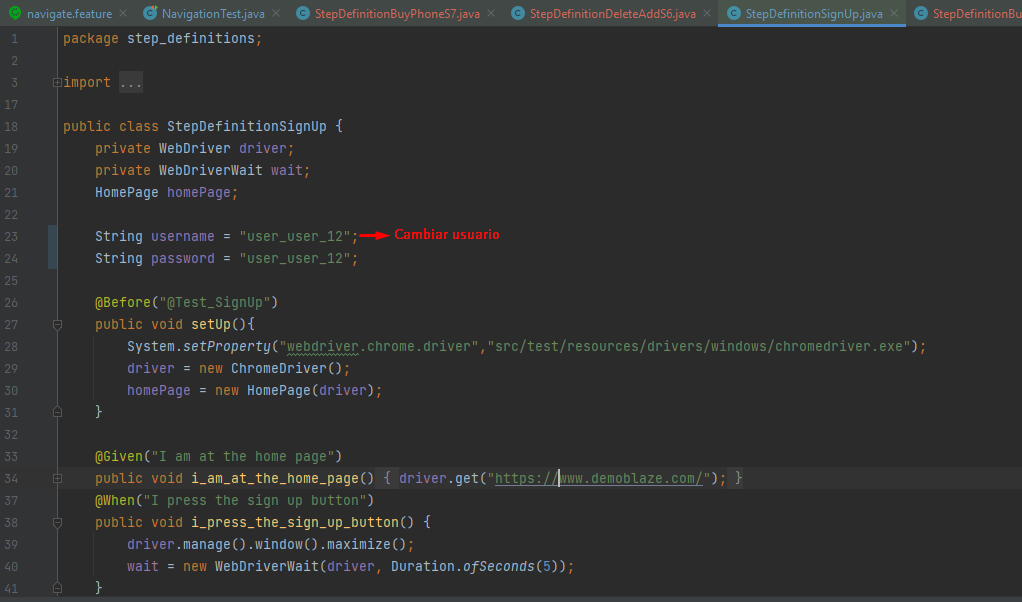 navigate.feature × NavigationTest.java × StepDefinitionBuyPhoneS7.java × StepDefinitionDeleteAddS6.java × StepDefinitionSignUp.java × StepDefinitionBu
1 package step_definitions;
2
3 import ...
17
18 public class StepDefinitionSignUp {
19 private WebDriver driver;
20 private WebDriverWait wait;
21 HomePage homePage;
22
23 String username = "user_user_12"; Cambiar usuario
24 String password = "user_user_12";
25
26 @Before("@Test_SignUp")
27 public void setUp(){
28 System.setProperty("webdriver.chrome.driver","src/test/resources/drivers/windows/chromedriver.exe");
29 driver = new ChromeDriver();
30 homePage = new HomePage(driver);
31 }
32
33 @Given("I am at the home page")
34 public void i_am_at_the_home_page() { driver.get("https://www.demoblaze.com/"); }
37 @When("I press the sign up button")
38 public void i_press_the_sign_up_button() {
39 driver.manage().window().maximize();
40 wait = new WebDriverWait(driver, Duration.ofSeconds(5));
41 }